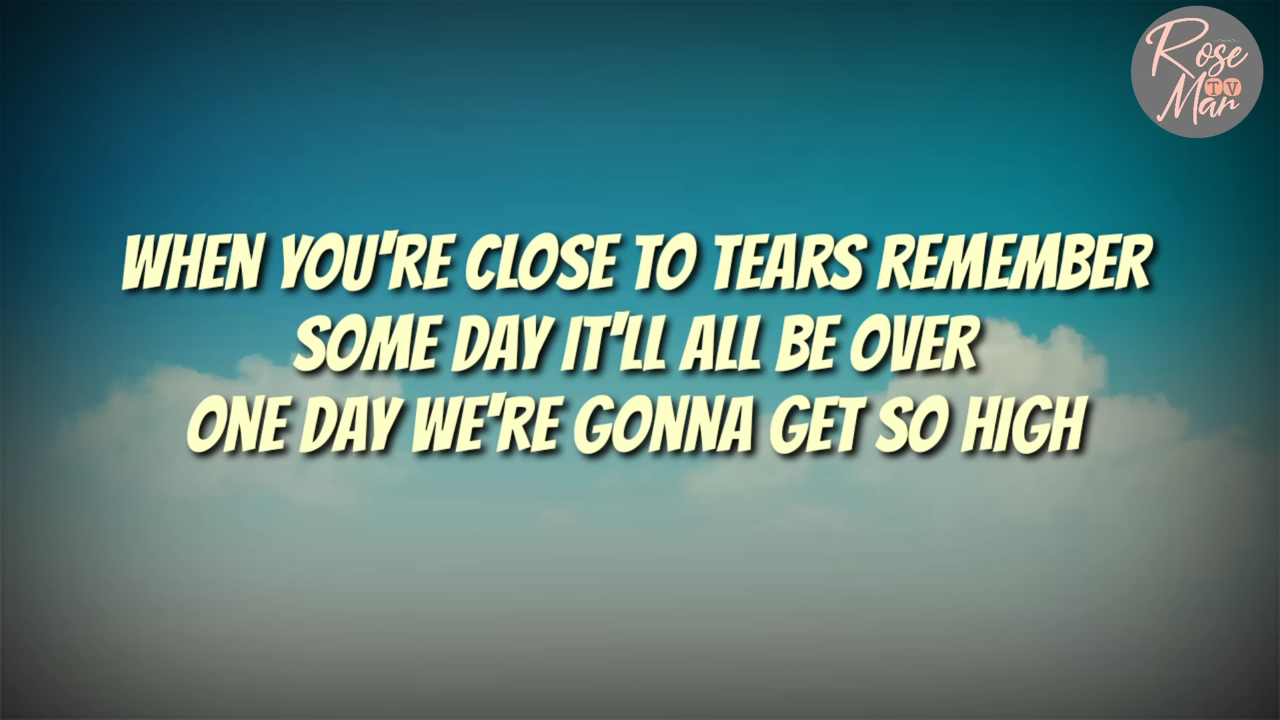 Rose
TV
Mar
WHEN YOU'RE CLOSE TO TEARS REMEMBER
SOME DAY IT'LL ALL BE OVER
ONE DAY WE'RE GONNA GET SO HIGH